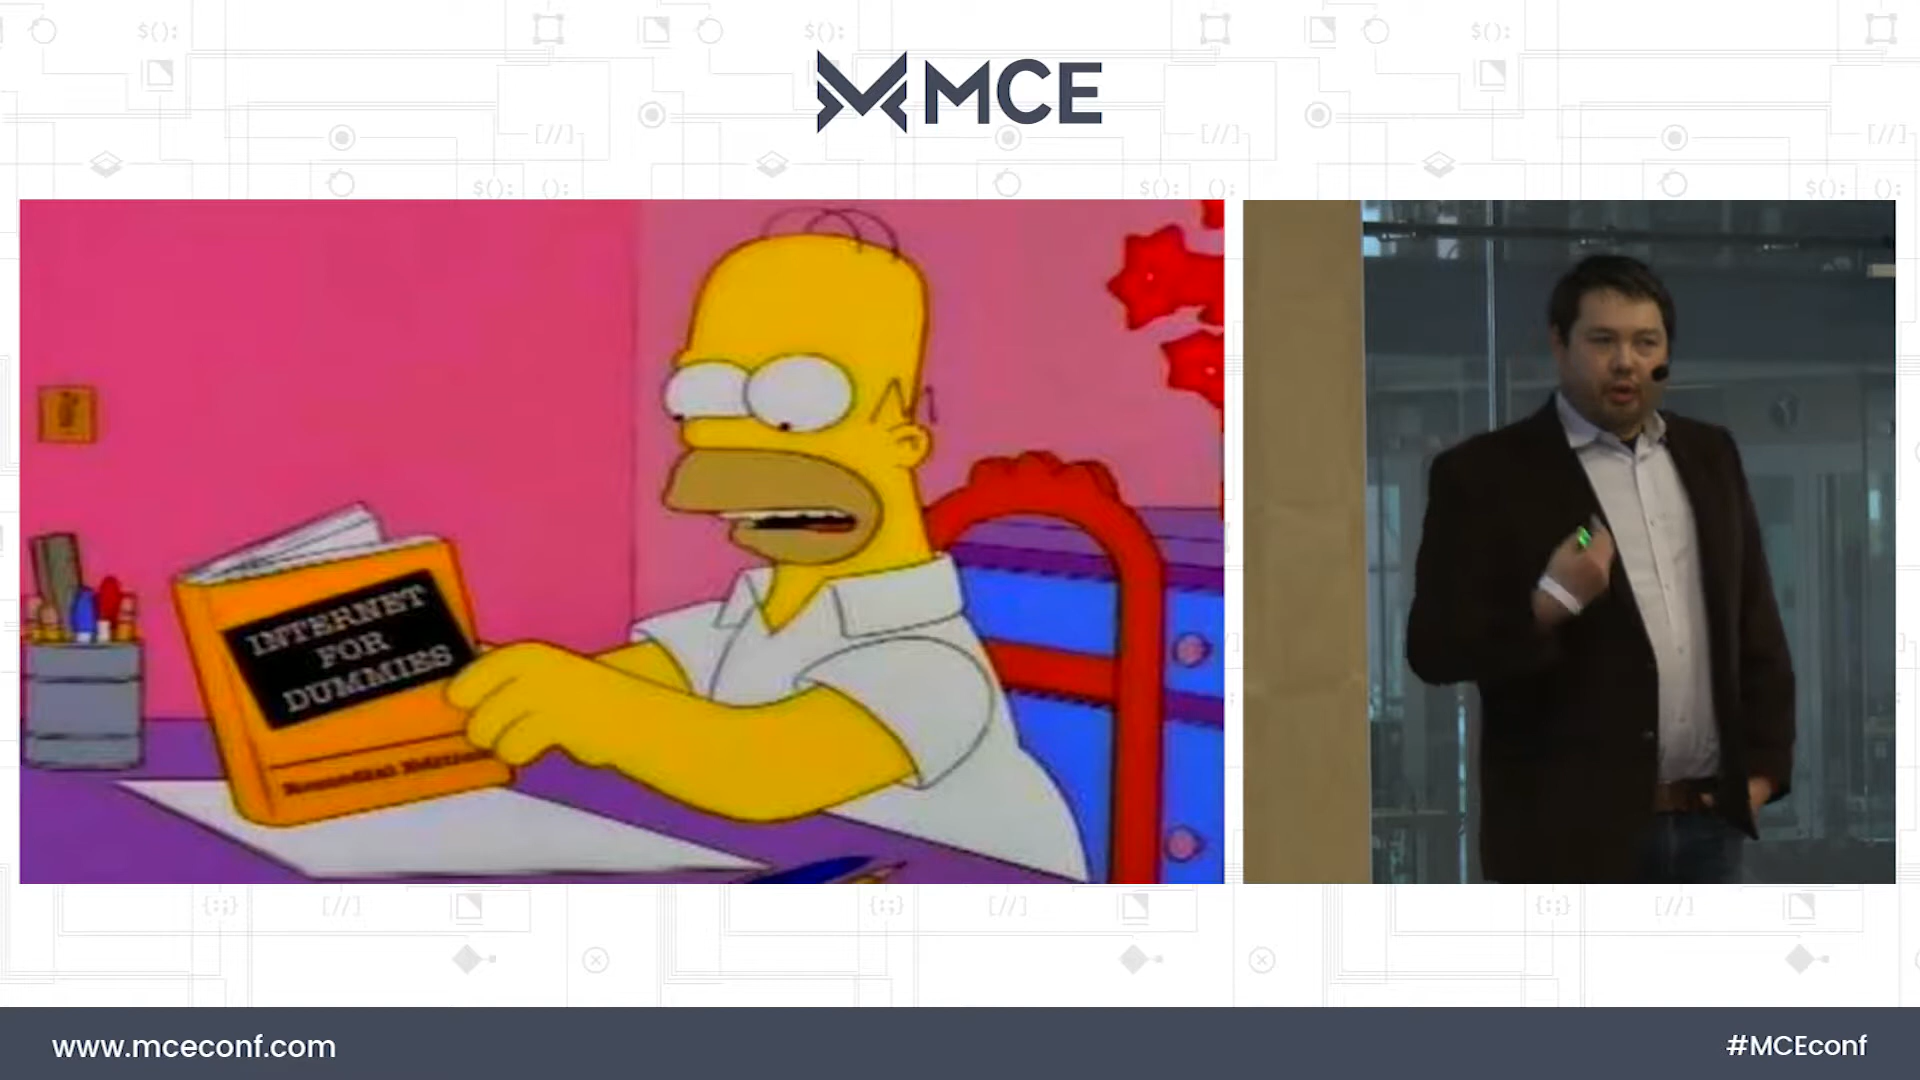 MCE
INTERNET
FOR
DUMMIES
www.mceconf.com
#MCEconf